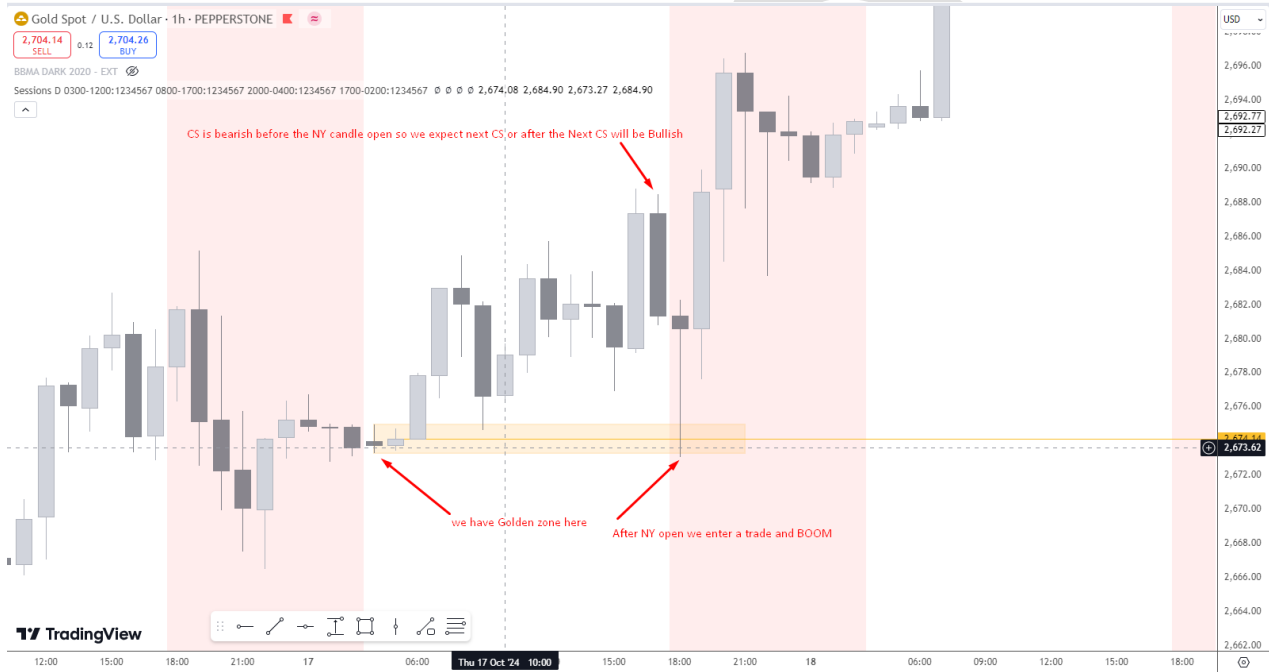 Gold Spot / U.S. Dollar · 1h · PEPPERSTONE
USD
2,704.14
SELL
0.12
2,704.26
BUY
BBMA DARK 2020 - EXT
Sessions D 0300-1200:1234567 0800-1700:1234567 2000-0400:1234567 1700-0200:1234567 ∅ ∅ ∅ ∅ 2,674.08 2,684.90 2,673.27 2,684.90
CS is bearish before the NY candle open so we expect next CS or after the Next CS will be Bullish
we have Golden zone here
After NY open we enter a trade and BOOM
2,696.00
2,694.00
2,692.77
2,692.27
2,690.00
2,688.00
2,686.00
2,684.00
2,682.00
2,680.00
2,678.00
2,676.00
2,674.14
2,673.62
2,672.00
2,670.00
2,668.00
2,666.00
2,664.00
2,662.00
TradingView
12:00 15:00 18:00 21:00 17 06:00 Thu 17 Oct '24 10:00 15:00 18:00 21:00 18 06:00 09:00 12:00 15:00 18:00